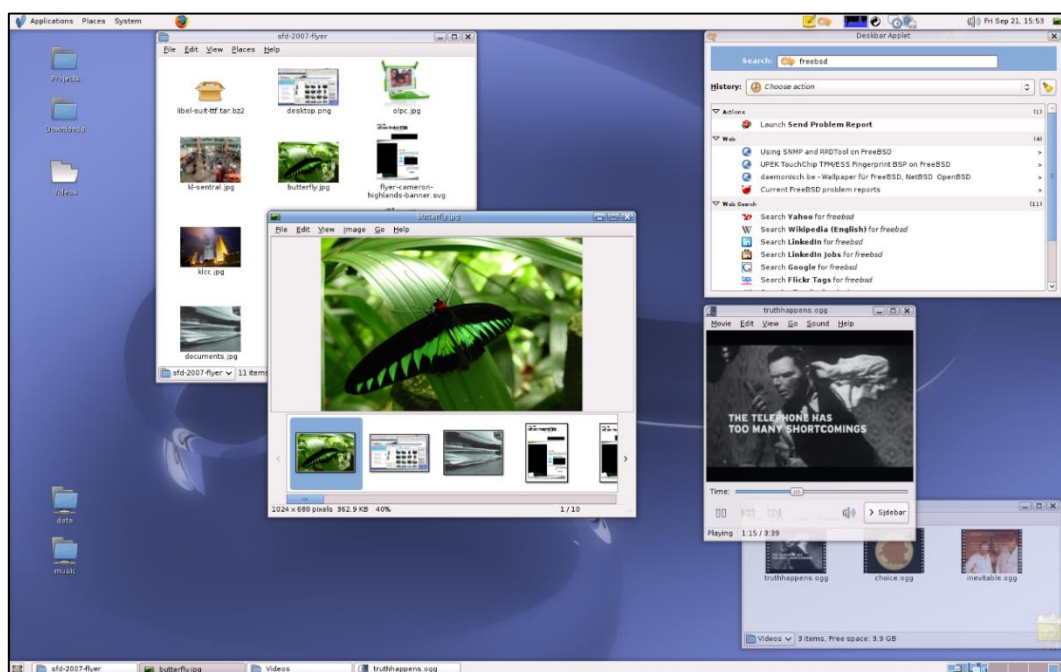 Applications Places System
Fri Sep 21, 15:53
Projects
Downloads
Videos
data
music
sfd-2007-flyer
File Edit View Places Help
libel-suit-ttf.tar.bz2
desktop.png
olpc.jpg
kl-sentral.jpg
butterfly.jpg
flyer-cameron-
highlands-banner.svg
klcc.jpg
documents.jpg
sfd-2007-flyer
11 items
butterfly.jpg
File Edit View Image Go Help
1024 x 680 pixels 362.9 KB 40%
1 / 10
Deskbar Applet
Search: freebsd
History: Choose action
Actions (1)
Launch Send Problem Report
Web (4)
Using SNMP and RRDTool on FreeBSD
UPEK TouchChip TFM/ESS Fingerprint BSP on FreeBSD
daemonisch.be - Wallpaper für FreeBSD, NetBSD OpenBSD
Current FreeBSD problem reports
Web Search (11)
Search Yahoo for freebsd
Search Wikipedia (English) for freebsd
Search LinkedIn for freebsd
Search LinkedIn Jobs for freebsd
Search Google for freebsd
Search Flickr Tags for freebsd
truthhappens.ogg
Movie Edit View Go Sound Help
THE TELEPHONE HAS
TOO MANY SHORTCOMINGS
Time:
Sidebar
Playing 1:15 / 3:39
truthhappens.ogg
choice.ogg
inevitable.ogg
Videos
3 items, Free space: 3.9 GB
sfd-2007-flyer
butterfly.jpg
Videos
truthhappens.ogg